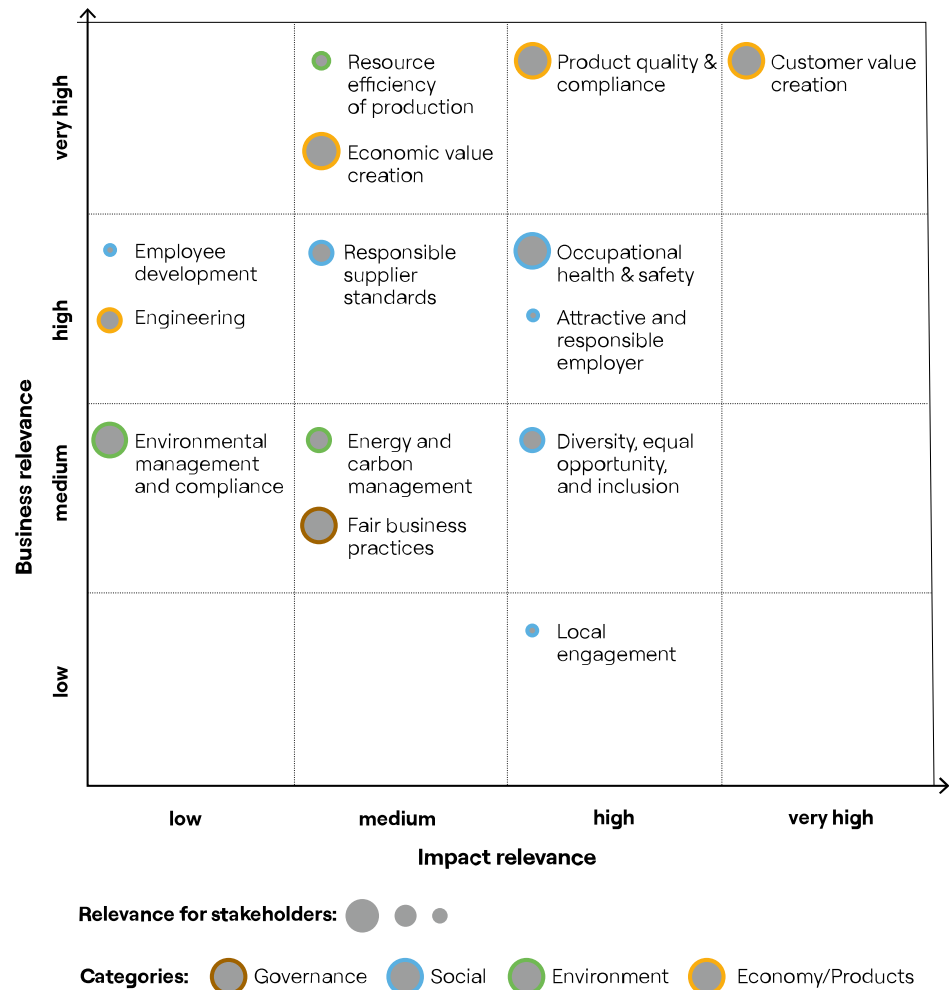 very high
Resource
efficiency
of production
Economic value
creation
Product quality &
compliance
Customer value
creation
high
Employee
development
Engineering
Responsible
supplier
standards
Occupational
health & safety
Attractive and
responsible
employer
Business relevance
medium
Environmental
management
and compliance
Energy and
carbon
management
Fair business
practices
Diversity, equal
opportunity,
and inclusion
low
Local
engagement
low
medium
high
very high
Impact relevance
Relevance for stakeholders:
Categories:
Governance
Social
Environment
Economy/Products